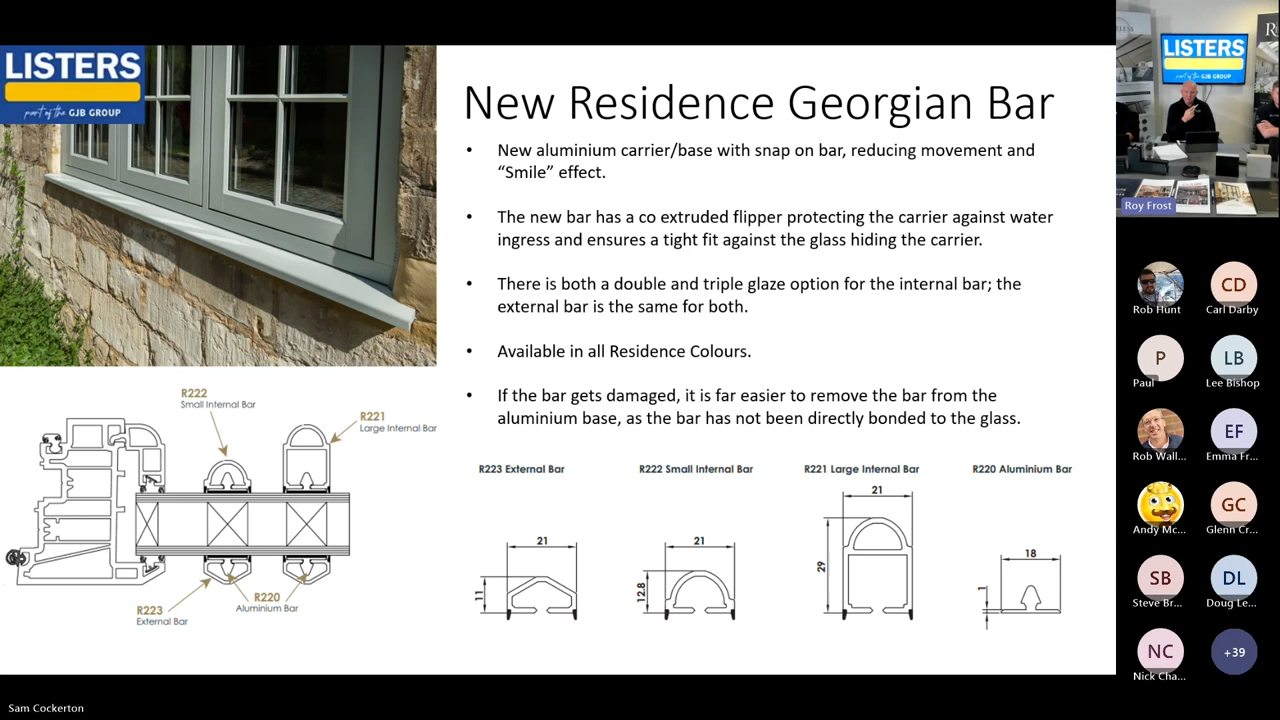 LISTERS
part of the GJB GROUP
New Residence Georgian Bar
• New aluminium carrier/base with snap on bar, reducing movement and
“Smile” effect.
• The new bar has a co extruded flipper protecting the carrier against water
ingress and ensures a tight fit against the glass hiding the carrier.
• There is both a double and triple glaze option for the internal bar; the
external bar is the same for both.
• Available in all Residence Colours.
• If the bar gets damaged, it is far easier to remove the bar from the
aluminium base, as the bar has not been directly bonded to the glass.
R222
Small Internal Bar
R221
Large Internal Bar
R220
Aluminium Bar
R223
External Bar
R223 External Bar
21
11
R222 Small Internal Bar
21
12.8
R221 Large Internal Bar
21
29
R220 Aluminium Bar
18
1
LISTERS
part of the GJB GROUP
R
Roy Frost
Rob Hunt
CD
Carl Darby
P
Paul
LB
Lee Bishop
Rob Wall...
EF
Emma Fr...
Andy Mc...
GC
Glenn Cr...
SB
Steve Br...
DL
Doug Le...
NC
Nick Cha...
+39
Sam Cockerton